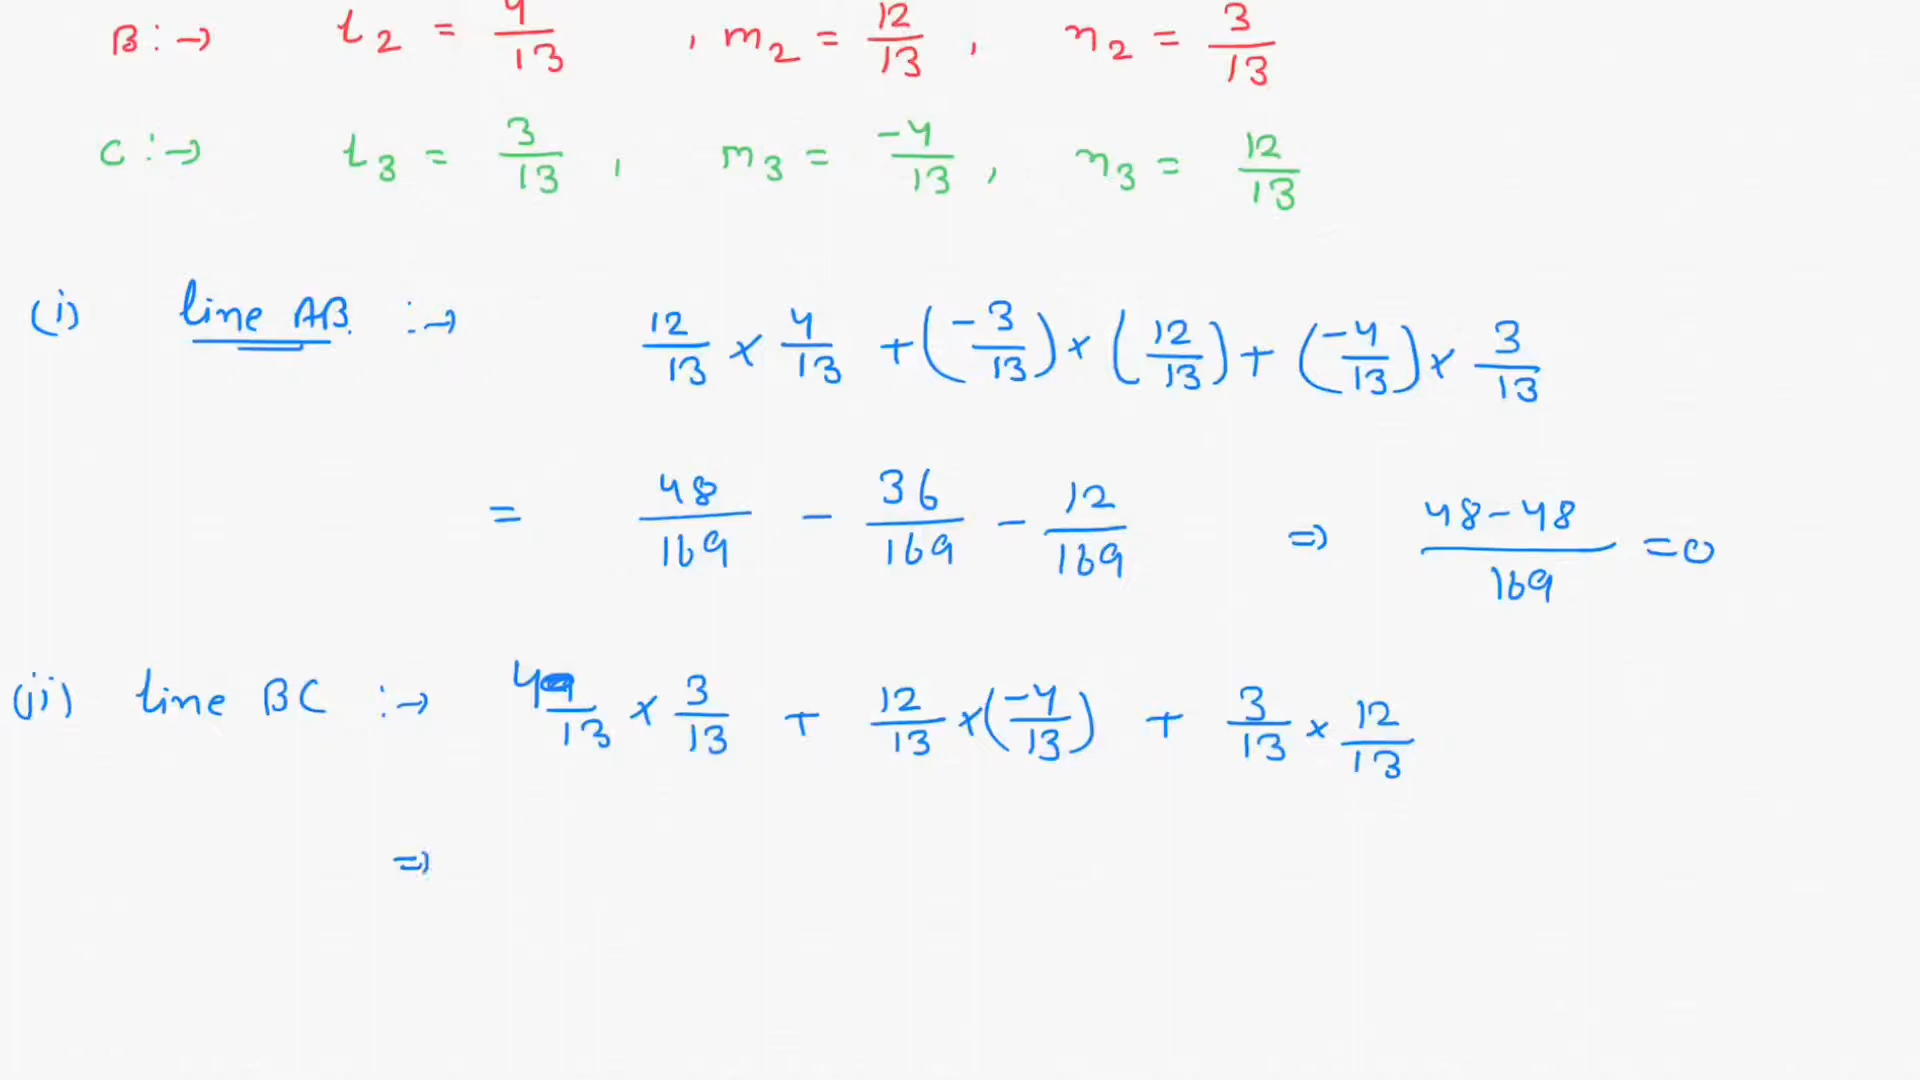 B :→ l₂ = 4/13 , m₂ = 12/13 , n₂ = 3/13
C :→ l₃ = 3/13 , m₃ = -4/13 , n₃ = 12/13
(i) line AB :→ 12/13 × 4/13 + (-3/13) × (12/13) + (-4/13) × 3/13
= 48/169 - 36/169 - 12/169 ⇒ 48-48/169 = 0
(ii) line BC :→ 4/13 × 3/13 + 12/13 × (-4/13) + 3/13 × 12/13
⇒